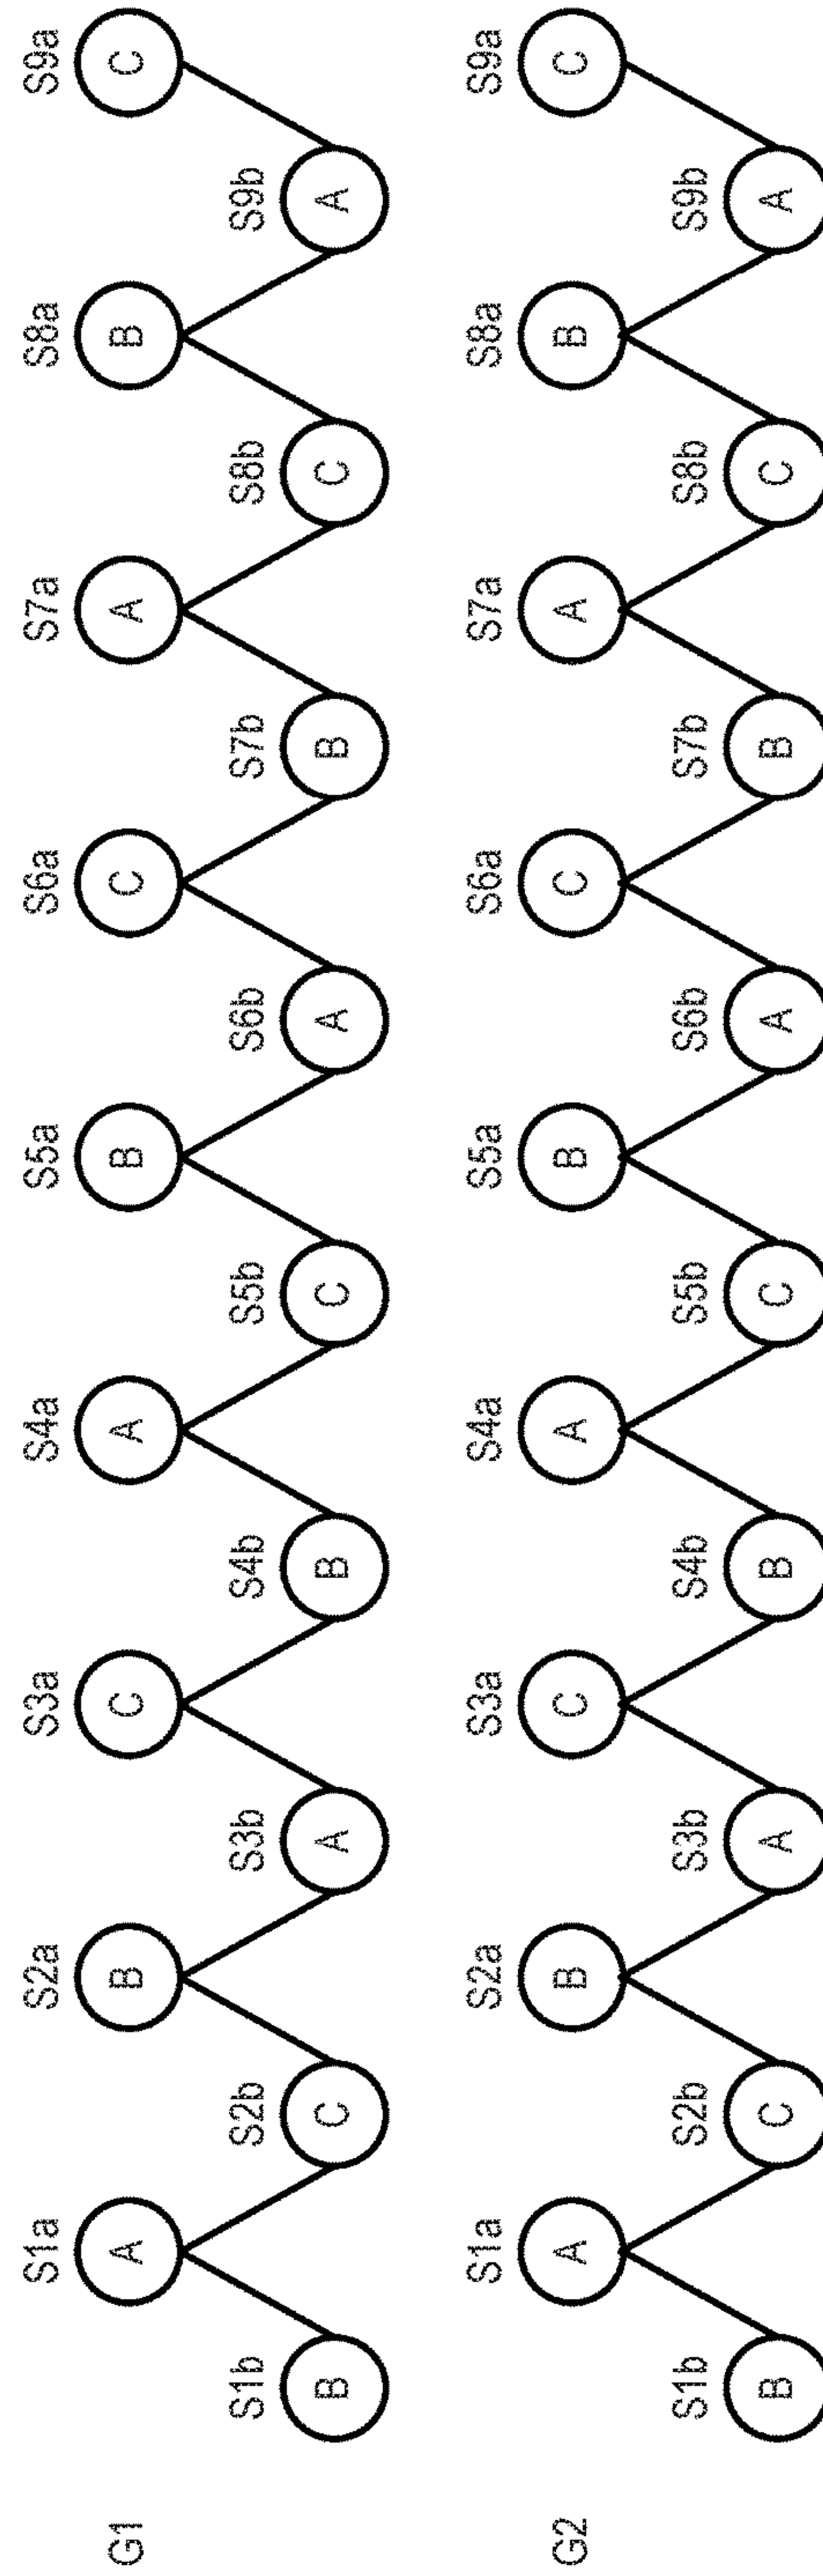 S1a S2a S3a S4a S5a S6a S7a S8a S9a
G1 A B C A B C A B C
S1b S2b S3b S4b S5b S6b S7b S8b S9b
B C A B C A B C A
S1a S2a S3a S4a S5a S6a S7a S8a S9a
G2 A B C A B C A B C
S1b S2b S3b S4b S5b S6b S7b S8b S9b
B C A B C A B C A